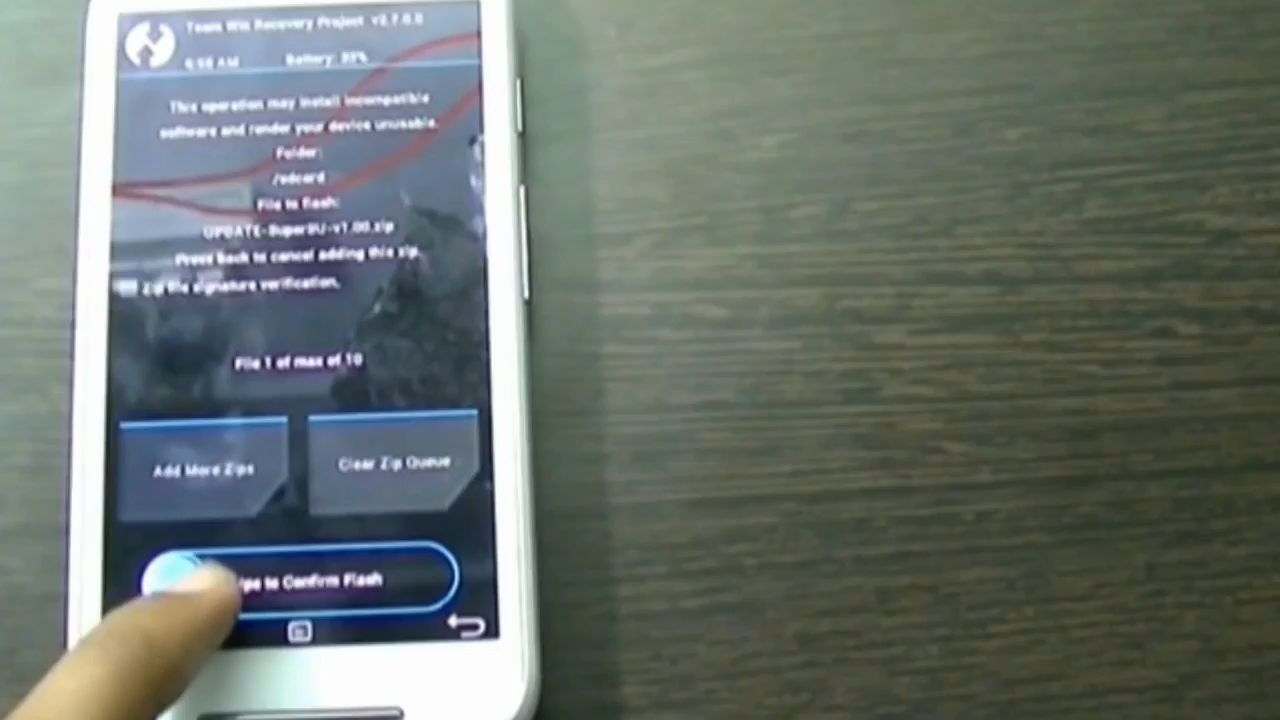 Team Win Recovery Project v2.7.0.0
6:56 AM Battery:
This operation may install incompatible
software and render your device unusable.
Folder:
/sdcard
File to flash:
UPDATE-SuperSU-v1.00.zip
Press back to cancel adding this zip.
Zip file signature verification.
File 1 of max of 10
Add More Zips
Clear Zip Queue
to Confirm Flash